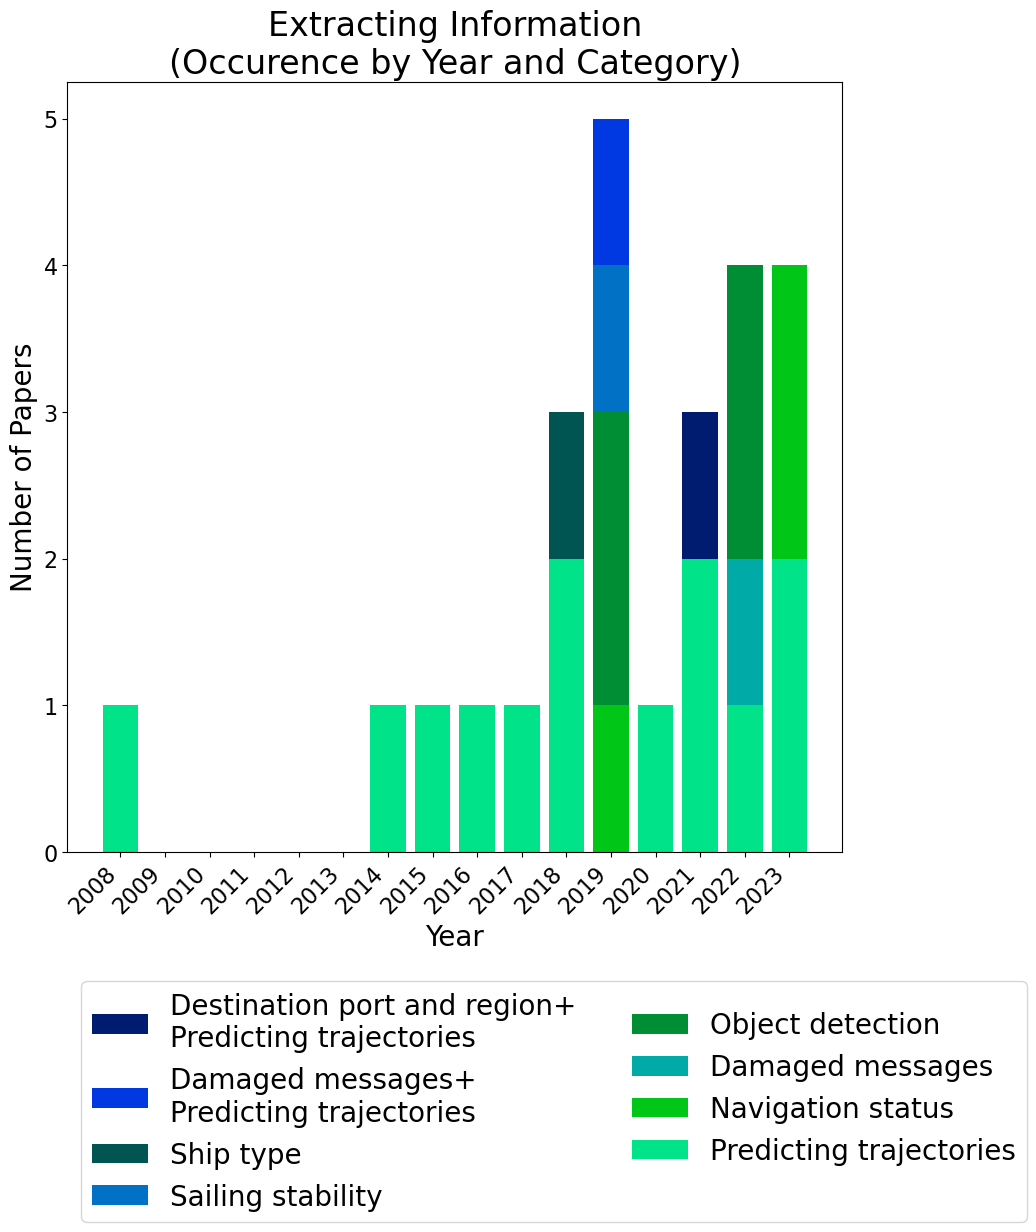 Extracting Information
(Occurence by Year and Category)
5
4
3
2
1
0
Number of Papers
2008
2009
2010
2011
2012
2013
2014
2015
2016
2017
2018
2019
2020
2021
2022
2023
Year
Destination port and region+
Predicting trajectories
Damaged messages+
Predicting trajectories
Ship type
Sailing stability
Object detection
Damaged messages
Navigation status
Predicting trajectories